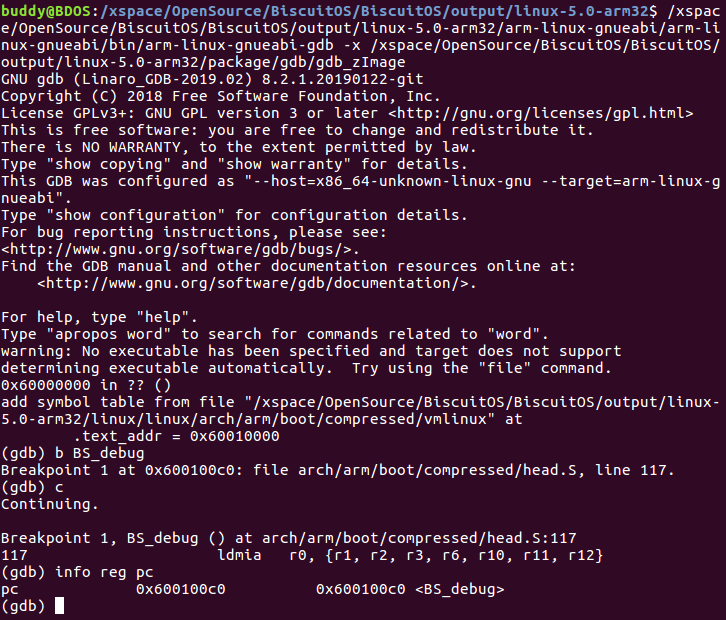 buddy@BDOS:/xspace/OpenSource/BiscuitOS/BiscuitOS/output/linux-5.0-arm32$ /xspac
e/OpenSource/BiscuitOS/BiscuitOS/output/linux-5.0-arm32/arm-linux-gnueabi/arm-li
nux-gnueabi/bin/arm-linux-gnueabi-gdb -x /xspace/OpenSource/BiscuitOS/BiscuitOS/
output/linux-5.0-arm32/package/gdb/gdb_zImage
GNU gdb (Linaro_GDB-2019.02) 8.2.1.20190122-git
Copyright (C) 2018 Free Software Foundation, Inc.
License GPLv3+: GNU GPL version 3 or later <http://gnu.org/licenses/gpl.html>
This is free software: you are free to change and redistribute it.
There is NO WARRANTY, to the extent permitted by law.
Type "show copying" and "show warranty" for details.
This GDB was configured as "--host=x86_64-unknown-linux-gnu --target=arm-linux-g
nueabi".
Type "show configuration" for configuration details.
For bug reporting instructions, please see:
<http://www.gnu.org/software/gdb/bugs/>.
Find the GDB manual and other documentation resources online at:
    <http://www.gnu.org/software/gdb/documentation/>.

For help, type "help".
Type "apropos word" to search for commands related to "word".
warning: No executable has been specified and target does not support
determining executable automatically.  Try using the "file" command.
0x60000000 in ?? ()
add symbol table from file "/xspace/OpenSource/BiscuitOS/BiscuitOS/output/linux-
5.0-arm32/linux/linux/arch/arm/boot/compressed/vmlinux" at
        .text_addr = 0x60010000
(gdb) b BS_debug
Breakpoint 1 at 0x600100c0: file arch/arm/boot/compressed/head.S, line 117.
(gdb) c
Continuing.

Breakpoint 1, BS_debug () at arch/arm/boot/compressed/head.S:117
117                     ldmia   r0, {r1, r2, r3, r6, r10, r11, r12}
(gdb) info reg pc
pc             0x600100c0          0x600100c0 <BS_debug>
(gdb)